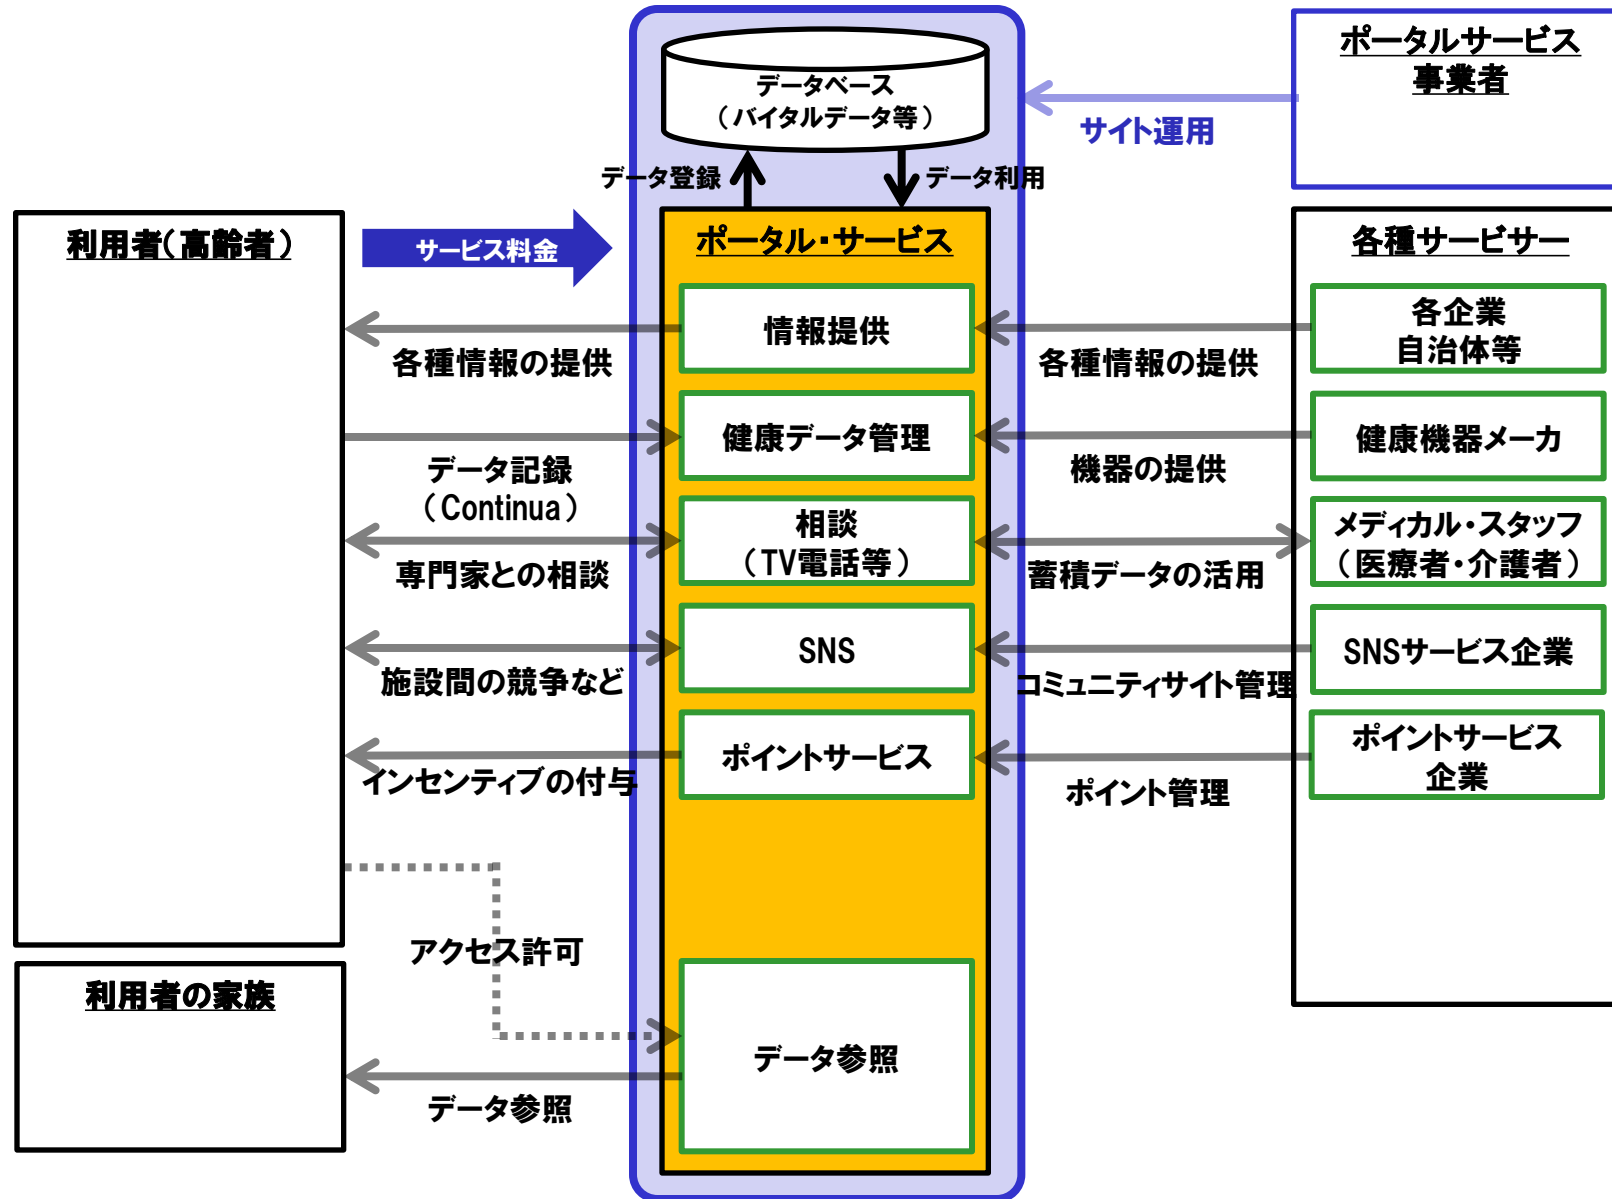 データベース
（バイタルデータ等）
ポータルサービス
事業者
サイト運用
データ登録
データ利用
利用者（高齢者）
サービス料金
ポータル・サービス
各種サービサー
情報提供
各企業
自治体等
各種情報の提供
各種情報の提供
健康データ管理
健康機器メーカ
データ記録
（Continua）
機器の提供
相談
（TV電話等）
メディカル・スタッフ
（医療者・介護者）
専門家との相談
蓄積データの活用
SNS
SNSサービス企業
施設間の競争など
コミュニティサイト管理
ポイントサービス
ポイントサービス
企業
インセンティブの付与
ポイント管理
アクセス許可
利用者の家族
データ参照
データ参照